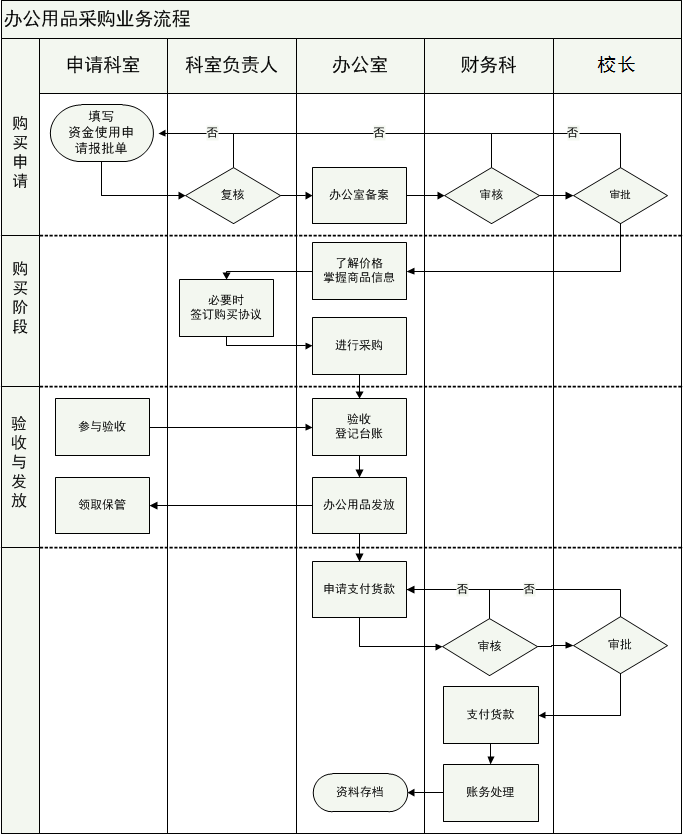 办公用品采购业务流程
申请科室
科室负责人
办公室
财务科
校长
购买申请
填写
资金使用申
请报批单
否
否
否
复核
办公室备案
审核
审批
购买阶段
了解价格
掌握商品信息
必要时
签订购买协议
进行采购
验收与发放
参与验收
验收
登记台账
领取保管
办公用品发放
申请支付货款
否
否
审核
审批
支付货款
资料存档
账务处理